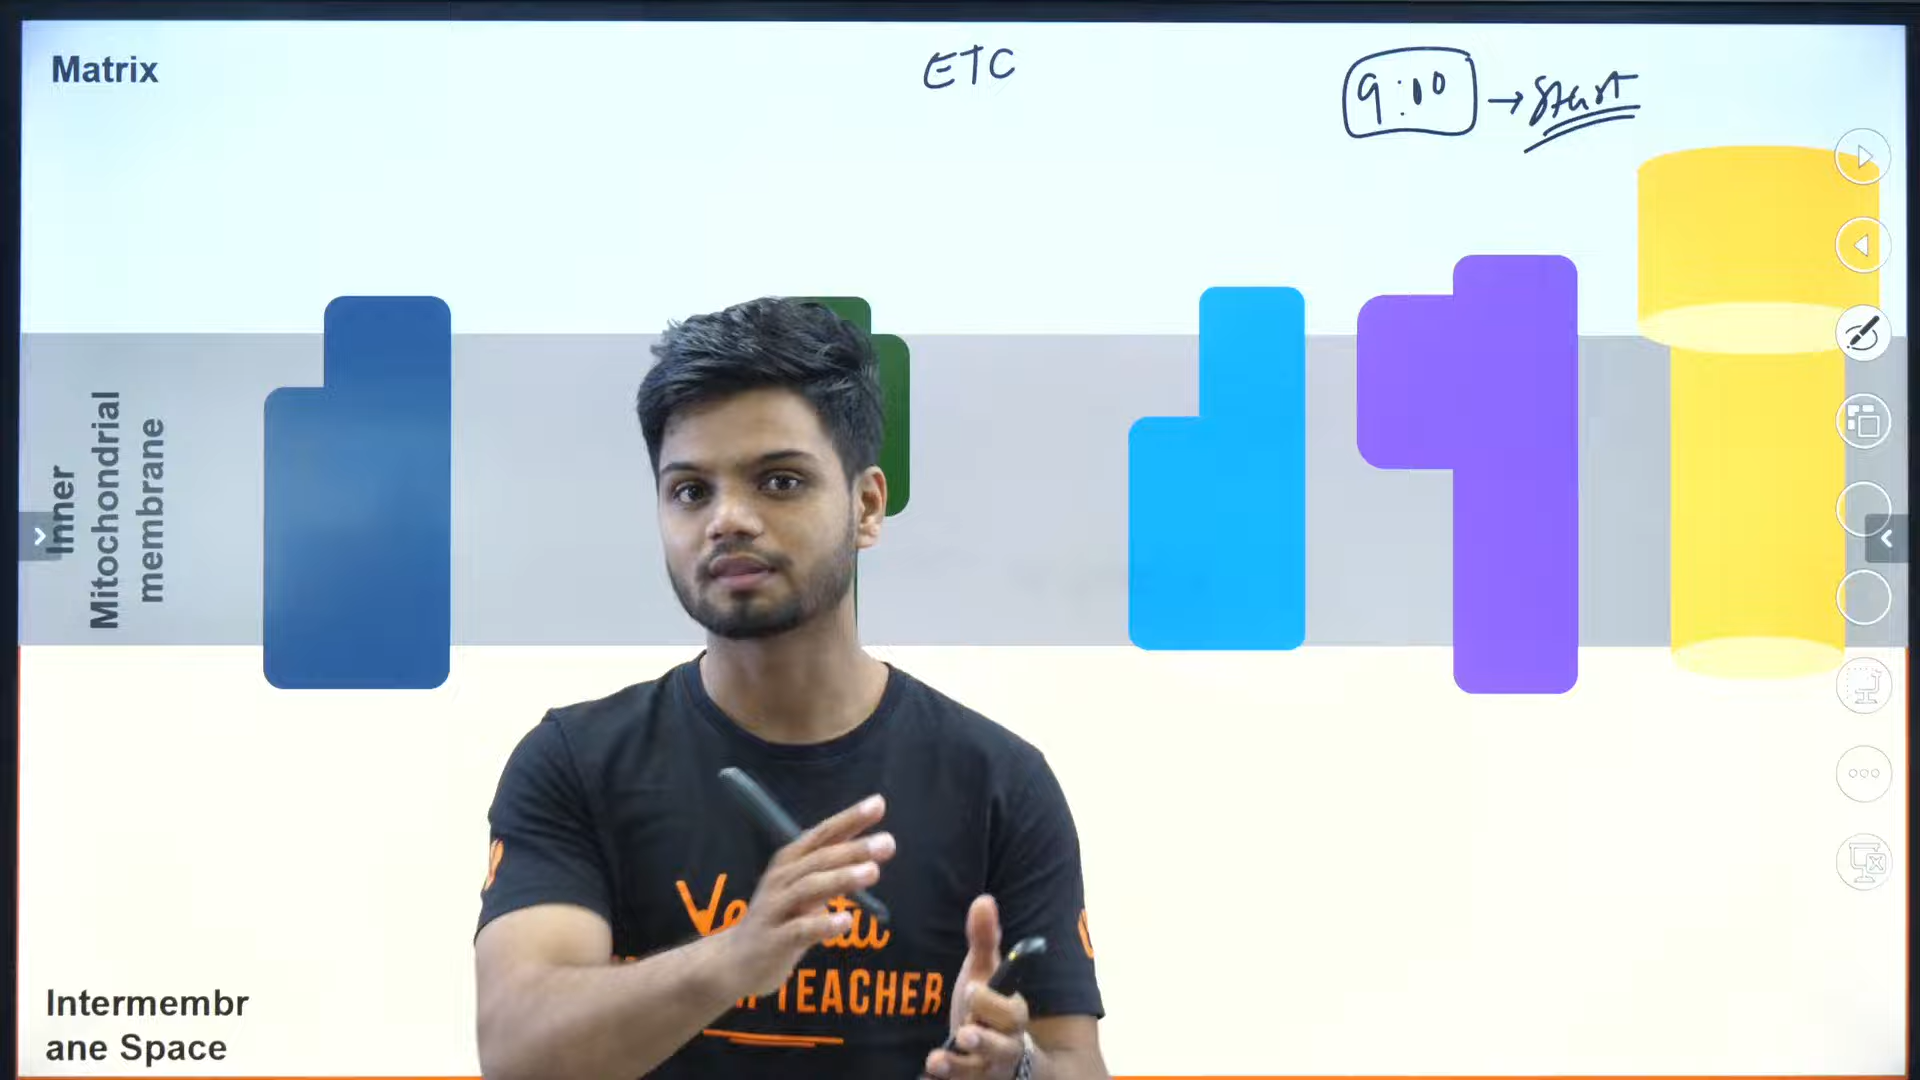 Matrix
ETC
9:10 → Start
Inner
Mitochondrial
membrane
TEACHER
Intermembr
ane Space